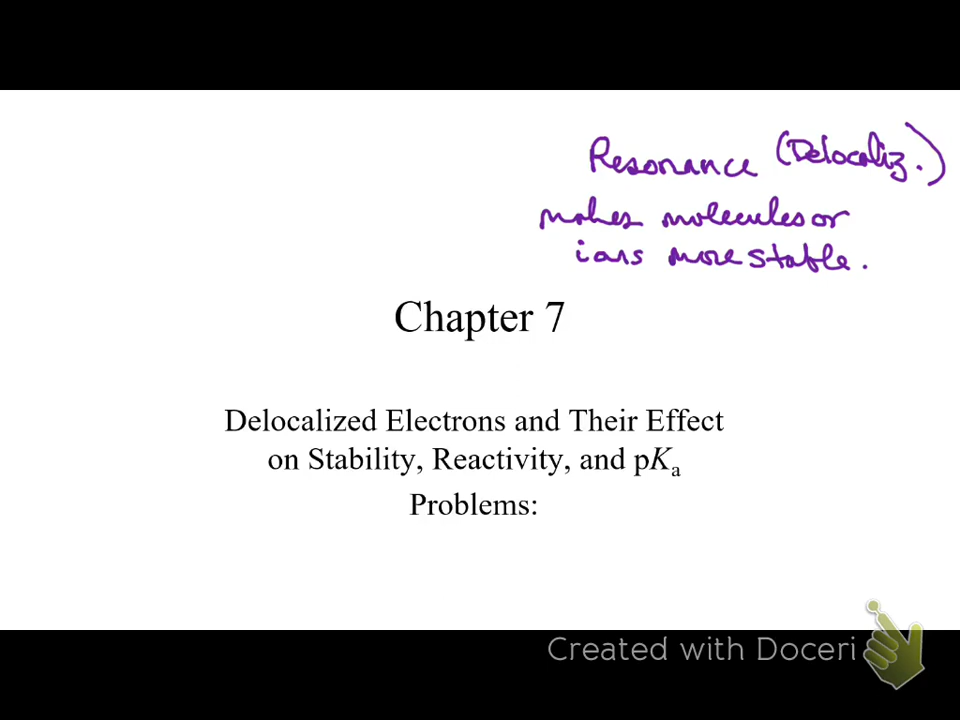 Resonance (Delocaliz.)
makes molecules or
ions more stable.
Chapter 7
Delocalized Electrons and Their Effect
on Stability, Reactivity, and pKa
Problems:
Created with Doceri